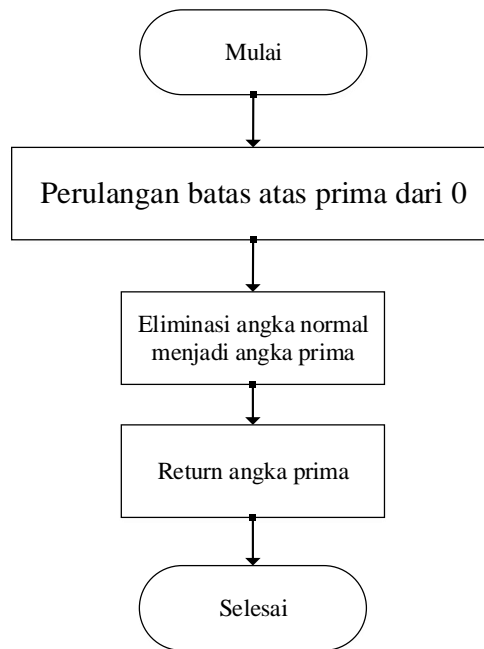 Mulai
Perulangan batas atas prima dari 0
Eliminasi angka normal
menjadi angka prima
Return angka prima
Selesai